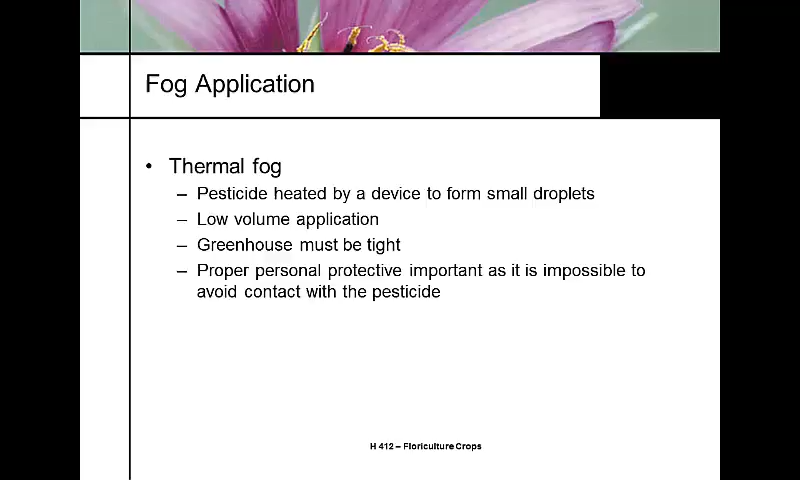 Fog Application
• Thermal fog
– Pesticide heated by a device to form small droplets
– Low volume application
– Greenhouse must be tight
– Proper personal protective important as it is impossible to
avoid contact with the pesticide
H 412 – Floriculture Crops